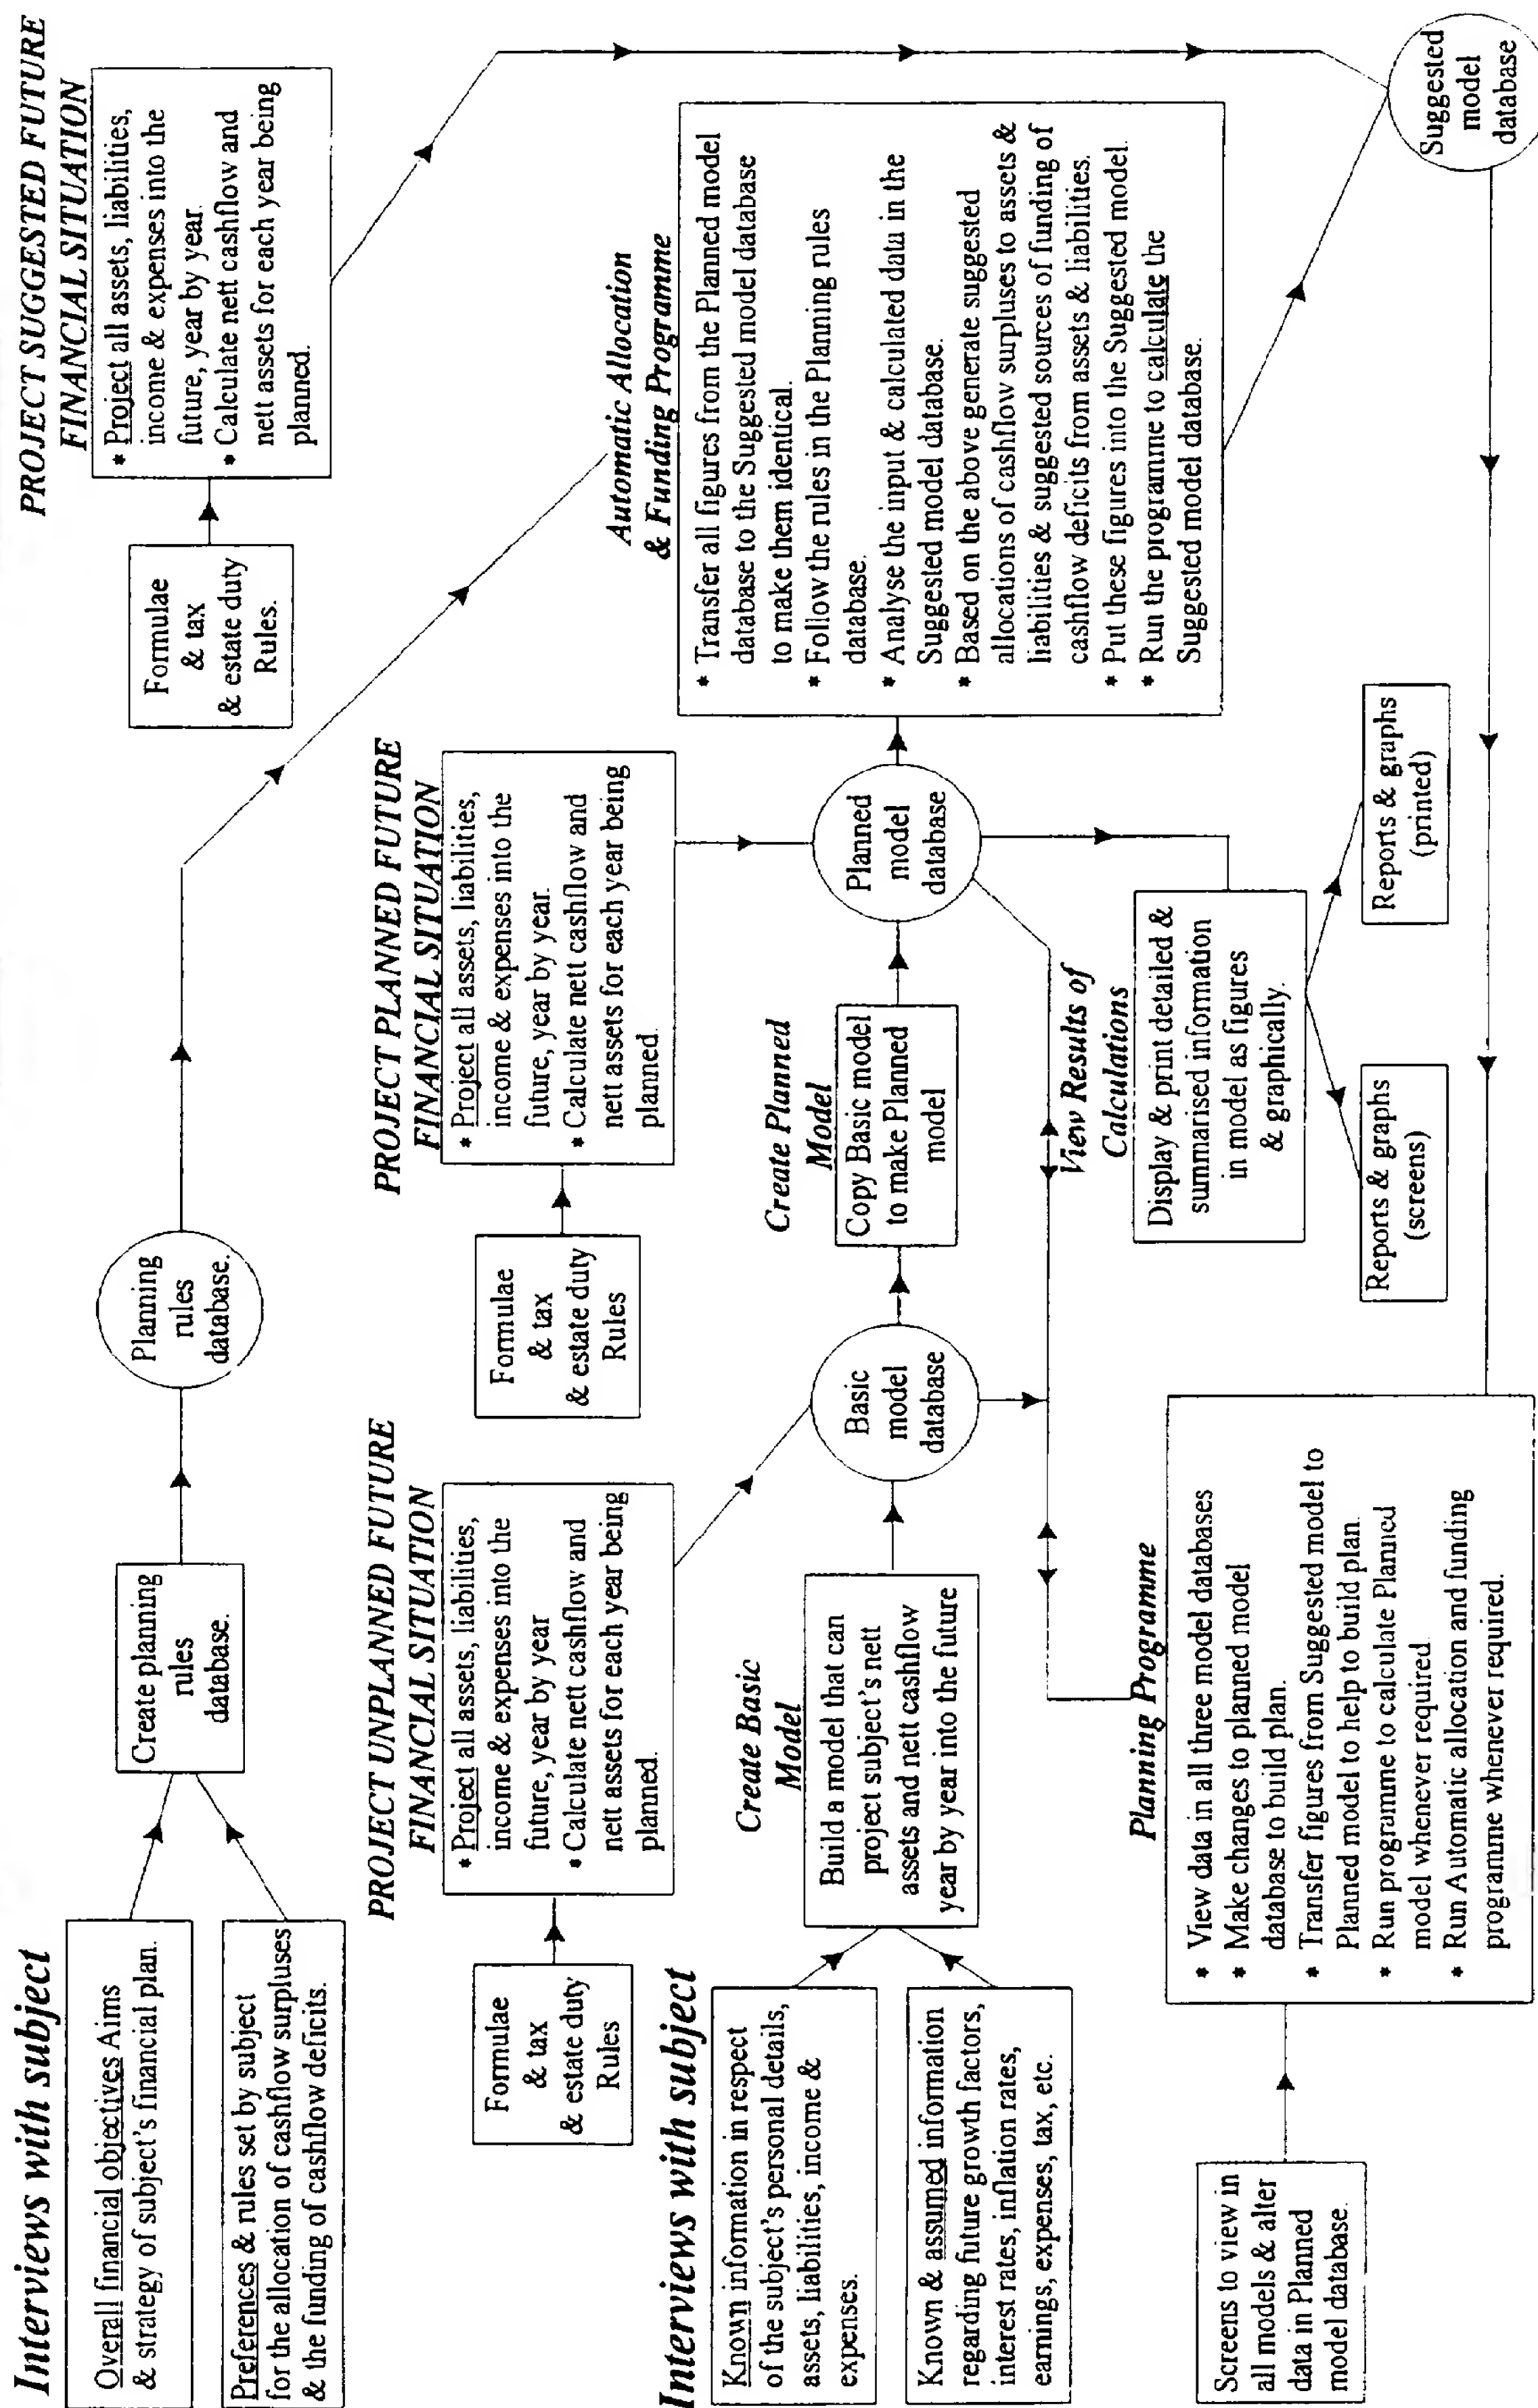 Interviews with subject
Overall financial objectives Aims
& strategy of subject's financial plan.
Preferences & rules set by subject
for the allocation of cashflow surpluses
& the funding of cashflow deficits.
Create planning
rules
database.
Planning
rules
database.
PROJECT SUGGESTED FUTURE
FINANCIAL SITUATION
Formulae
& tax
& estate duty
Rules.
* Project all assets, liabilities,
income & expenses into the
future, year by year.
* Calculate nett cashflow and
nett assets for each year being
planned.
PROJECT UNPLANNED FUTURE
FINANCIAL SITUATION
Formulae
& tax
& estate duty
Rules
* Project all assets, liabilities,
income & expenses into the
future, year by year
* Calculate nett cashflow and
nett assets for each year being
planned.
PROJECT PLANNED FUTURE
FINANCIAL SITUATION
Formulae
& tax
& estate duty
Rules
* Project all assets, liabilities,
income & expenses into the
future, year by year.
* Calculate nett cashflow and
nett assets for each year being
planned.
Automatic Allocation
& Funding Programme
* Transfer all figures from the Planned model
database to the Suggested model database
to make them identical.
* Follow the rules in the Planning rules
database.
* Analyse the input & calculated data in the
Suggested model database.
* Based on the above generate suggested
allocations of cashflow surpluses to assets &
liabilities & suggested sources of funding of
cashflow deficits from assets & liabilities.
* Put these figures into the Suggested model.
* Run the programme to calculate the
Suggested model database.
Interviews with subject
Known information in respect
of the subject's personal details,
assets, liabilities, income &
expenses.
Known & assumed information
regarding future growth factors,
interest rates, inflation rates,
earnings, expenses, tax, etc.
Create Basic
Model
Build a model that can
project subject's nett
assets and nett cashflow
year by year into the future
Basic
model
database
Create Planned
Model
Copy Basic model
to make Planned
model
Planned
model
database
View Results of
Calculations
Display & print detailed &
summarised information
in model as figures
& graphically.
Reports & graphs
(screens)
Reports & graphs
(printed)
Suggested
model
database
Screens to view in
all models & alter
data in Planned
model database.
Planning Programme
* View data in all three model databases
* Make changes to planned model
database to build plan.
* Transfer figures from Suggested model to
Planned model to help to build plan.
* Run programme to calculate Planned
model whenever required
* Run Automatic allocation and funding
programme whenever required.